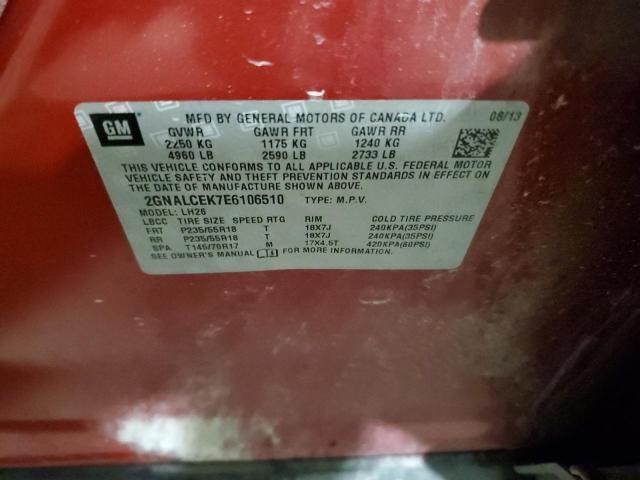 GM
MFD BY GENERAL MOTORS OF CANADA LTD. 08/13
GVWR GAWR FRT GAWR RR
2250 KG 1175 KG 1240 KG
4960 LB 2590 LB 2733 LB
THIS VEHICLE CONFORMS TO ALL APPLICABLE U.S. FEDERAL MOTOR
VEHICLE SAFETY AND THEFT PREVENTION STANDARDS IN EFFECT ON
THE DATE OF MANUFACTURE SHOWN ABOVE.
2GNALCEK7E6106510 TYPE: M.P.V.
MODEL: LH26
LBCC TIRE SIZE SPEED RTG RIM COLD TIRE PRESSURE
FRT P235/55R18 T 18X7J 240KPA(35PSI)
RR P235/55R18 T 18X7J 240KPA(35PSI)
SPA T145/70R17 M 17X4.5T 420KPA(60PSI)
SEE OWNER'S MANUAL FOR MORE INFORMATION.